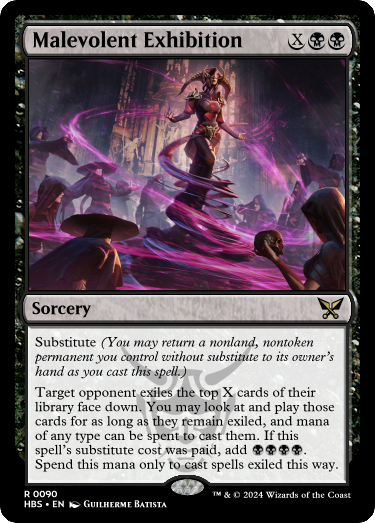 Malevolent Exhibition X
Sorcery
Substitute (You may return a nonland, nontoken
permanent you control without substitute to its owner's
hand as you cast this spell.)
Target opponent exiles the top X cards of their
library face down. You may look at and play those
cards for as long as they remain exiled, and mana
of any type can be spent to cast them. If this
spell's substitute cost was paid, add
Spend this mana only to cast spells exiled this way.
R 0090
HBS • EN GUILHERME BATISTA
™ & © 2024 Wizards of the Coast